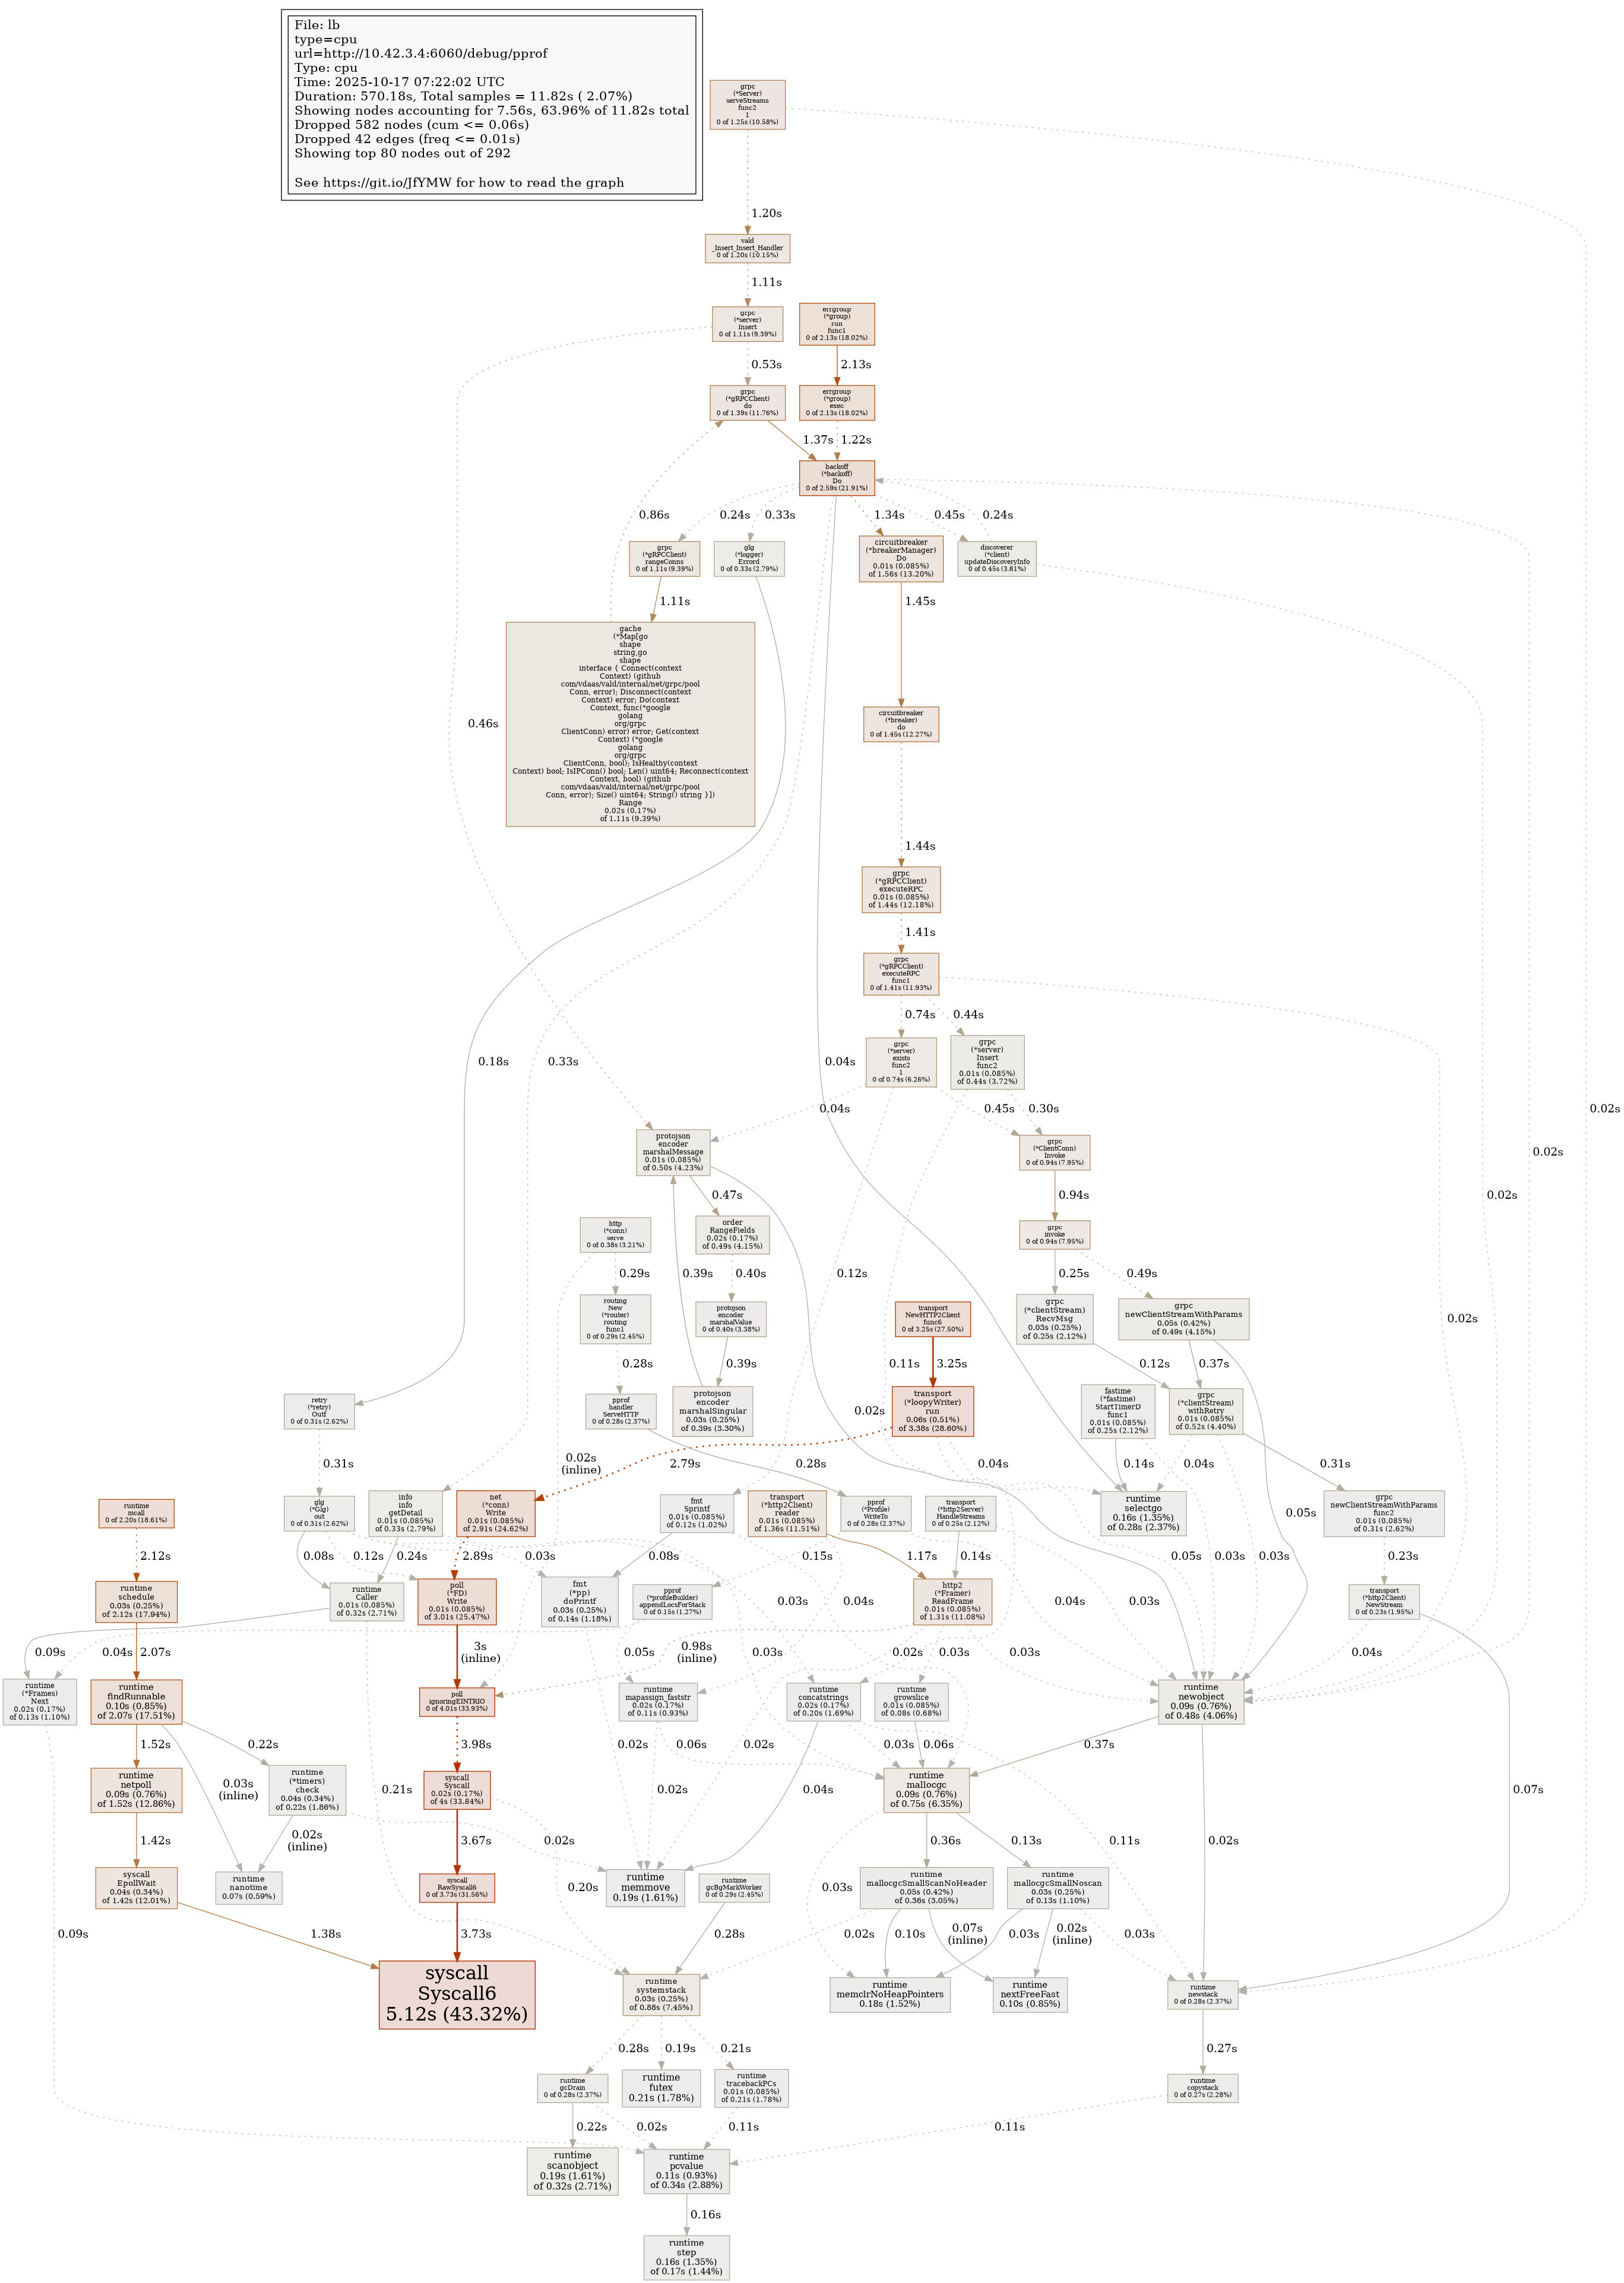 File: lb
type=cpu
url=http://10.42.3.4:6060/debug/pprof
Type: cpu
Time: 2025-10-17 07:22:02 UTC
Duration: 570.18s, Total samples = 11.82s ( 2.07%)
Showing nodes accounting for 7.56s, 63.96% of 11.82s total
Dropped 582 nodes (cum <= 0.06s)
Dropped 42 edges (freq <= 0.01s)
Showing top 80 nodes out of 292
See https://git.io/JfYMW for how to read the graph
grpc
(*Server)
serveStreams
func2
1
0 of 1.25s (10.58%)
1.20s
vald
_Insert_Insert_Handler
0 of 1.20s (10.15%)
1.11s
grpc
(*server)
Insert
0 of 1.11s (9.39%)
errgroup
(*group)
run
func1
0 of 2.13s (18.02%)
0.53s
2.13s
grpc
(*gRPCClient)
do
0 of 1.39s (11.76%)
errgroup
(*group)
exec
0 of 2.13s (18.02%)
1.37s
1.22s
backoff
(*backoff)
Do
0 of 2.59s (21.91%)
0.86s
0.24s
0.33s
1.34s
0.45s
0.24s
grpc
(*gRPCClient)
rangeConns
0 of 1.11s (9.39%)
glg
(*logger)
Errord
0 of 0.33s (2.79%)
circuitbreaker
(*breakerManager)
Do
0.01s (0.085%)
of 1.56s (13.20%)
discoverer
(*client)
updateDiscoveryInfo
0 of 0.45s (3.81%)
1.11s
1.45s
gache
(*Map[go
shape
string,go
shape
interface { Connect(context
Context) (github
com/vdaas/vald/internal/net/grpc/pool
Conn, error); Disconnect(context
Context) error; Do(context
Context, func(*google
golang
org/grpc
ClientConn) error) error; Get(context
Context) (*google
golang
org/grpc
ClientConn, bool); IsHealthy(context
Context) bool; IsIPConn() bool; Len() uint64; Reconnect(context
Context, bool) (github
com/vdaas/vald/internal/net/grpc/pool
Conn, error); Size() uint64; String() string }])
Range
0.02s (0.17%)
of 1.11s (9.39%)
0.46s
circuitbreaker
(*breaker)
do
0 of 1.45s (12.27%)
1.44s
grpc
(*gRPCClient)
executeRPC
0.01s (0.085%)
of 1.44s (12.18%)
1.41s
grpc
(*gRPCClient)
executeRPC
func1
0 of 1.41s (11.93%)
0.74s
0.44s
grpc
(*server)
exists
func2
1
0 of 0.74s (6.26%)
grpc
(*server)
Insert
func2
0.01s (0.085%)
of 0.44s (3.72%)
0.18s
0.33s
0.04s
0.04s
0.45s
0.30s
0.02s
0.02s
0.02s
protojson
encoder
marshalMessage
0.01s (0.085%)
of 0.50s (4.23%)
grpc
(*ClientConn)
Invoke
0 of 0.94s (7.95%)
0.47s
0.94s
http
(*conn)
serve
0 of 0.38s (3.21%)
order
RangeFields
0.02s (0.17%)
of 0.49s (4.15%)
grpc
invoke
0 of 0.94s (7.95%)
0.29s
0.39s
0.40s
0.12s
0.25s
0.49s
routing
New
(*router)
routing
func1
0 of 0.29s (2.45%)
protojson
encoder
marshalValue
0 of 0.40s (3.38%)
transport
NewHTTP2Client
func6
0 of 3.25s (27.50%)
grpc
(*clientStream)
RecvMsg
0.03s (0.25%)
of 0.25s (2.12%)
grpc
newClientStreamWithParams
0.05s (0.42%)
of 0.49s (4.15%)
0.28s
0.39s
3.25s
0.11s
0.12s
0.37s
retry
(*retry)
Outf
0 of 0.31s (2.62%)
pprof
handler
ServeHTTP
0 of 0.28s (2.37%)
protojson
encoder
marshalSingular
0.03s (0.25%)
of 0.39s (3.30%)
transport
(*loopyWriter)
run
0.06s (0.51%)
of 3.38s (28.60%)
fastime
(*fastime)
StartTimerD
func1
0.01s (0.085%)
of 0.25s (2.12%)
grpc
(*clientStream)
withRetry
0.01s (0.085%)
of 0.52s (4.40%)
0.02s
0.31s
0.02s
(inline)
2.79s
0.28s
0.04s
0.14s
0.04s
0.31s
runtime
mcall
0 of 2.20s (18.61%)
glg
(*Glg)
out
0 of 0.31s (2.62%)
info
info
getDetail
0.01s (0.085%)
of 0.33s (2.79%)
net
(*conn)
Write
0.01s (0.085%)
of 2.91s (24.62%)
fmt
Sprintf
0.01s (0.085%)
of 0.12s (1.02%)
transport
(*http2Client)
reader
0.01s (0.085%)
of 1.36s (11.51%)
pprof
(*Profile)
WriteTo
0 of 0.28s (2.37%)
transport
(*http2Server)
HandleStreams
0 of 0.25s (2.12%)
runtime
selectgo
0.16s (1.35%)
of 0.28s (2.37%)
grpc
newClientStreamWithParams
func2
0.01s (0.085%)
of 0.31s (2.62%)
0.05s
2.12s
0.08s
0.12s
0.24s
2.89s
0.03s
0.08s
0.15s
1.17s
0.14s
0.05s
0.03s
0.03s
0.23s
runtime
schedule
0.03s (0.25%)
of 2.12s (17.94%)
runtime
Caller
0.01s (0.085%)
of 0.32s (2.71%)
poll
(*FD)
Write
0.01s (0.085%)
of 3.01s (25.47%)
fmt
(*pp)
doPrintf
0.03s (0.25%)
of 0.14s (1.18%)
pprof
(*profileBuilder)
appendLocsForStack
0 of 0.15s (1.27%)
http2
(*Framer)
ReadFrame
0.01s (0.085%)
of 1.31s (11.08%)
transport
(*http2Client)
NewStream
0 of 0.23s (1.95%)
0.03s
0.04s
0.04s
0.03s
0.09s
0.04s
2.07s
3s
(inline)
0.98s
(inline)
0.05s
0.03s
0.02s
0.03s
0.03s
0.04s
runtime
(*Frames)
Next
0.02s (0.17%)
of 0.13s (1.10%)
runtime
findRunnable
0.10s (0.85%)
of 2.07s (17.51%)
poll
ignoringEINTRIO
0 of 4.01s (33.93%)
runtime
mapassign_faststr
0.02s (0.17%)
of 0.11s (0.93%)
runtime
concatstrings
0.02s (0.17%)
of 0.20s (1.69%)
runtime
growslice
0.01s (0.085%)
of 0.08s (0.68%)
runtime
newobject
0.09s (0.76%)
of 0.48s (4.06%)
1.52s
0.22s
3.98s
0.02s
0.06s
0.02s
0.03s
0.06s
0.37s
runtime
netpoll
0.09s (0.76%)
of 1.52s (12.86%)
0.03s
(inline)
runtime
(*timers)
check
0.04s (0.34%)
of 0.22s (1.86%)
0.21s
syscall
Syscall
0.02s (0.17%)
of 4s (33.84%)
0.02s
0.04s
runtime
mallocgc
0.09s (0.76%)
of 0.75s (6.35%)
0.07s
1.42s
0.02s
(inline)
3.67s
0.02s
0.36s
0.13s
0.11s
0.02s
syscall
EpollWait
0.04s (0.34%)
of 1.42s (12.01%)
runtime
nanotime
0.07s (0.59%)
syscall
RawSyscall6
0 of 3.73s (31.56%)
0.20s
runtime
memmove
0.19s (1.61%)
runtime
gcBgMarkWorker
0 of 0.29s (2.45%)
0.03s
runtime
mallocgcSmallScanNoHeader
0.05s (0.42%)
of 0.36s (3.05%)
runtime
mallocgcSmallNoscan
0.03s (0.25%)
of 0.13s (1.10%)
0.09s
1.38s
3.73s
0.28s
0.02s
0.10s
0.07s
(inline)
0.03s
0.02s
(inline)
0.03s
syscall
Syscall6
5.12s (43.32%)
runtime
systemstack
0.03s (0.25%)
of 0.88s (7.45%)
runtime
memclrNoHeapPointers
0.18s (1.52%)
runtime
nextFreeFast
0.10s (0.85%)
runtime
newstack
0 of 0.28s (2.37%)
0.28s
0.19s
0.21s
0.27s
runtime
gcDrain
0 of 0.28s (2.37%)
runtime
futex
0.21s (1.78%)
runtime
tracebackPCs
0.01s (0.085%)
of 0.21s (1.78%)
runtime
copystack
0 of 0.27s (2.28%)
0.22s
0.02s
0.11s
0.11s
runtime
scanobject
0.19s (1.61%)
of 0.32s (2.71%)
runtime
pcvalue
0.11s (0.93%)
of 0.34s (2.88%)
0.16s
runtime
step
0.16s (1.35%)
of 0.17s (1.44%)